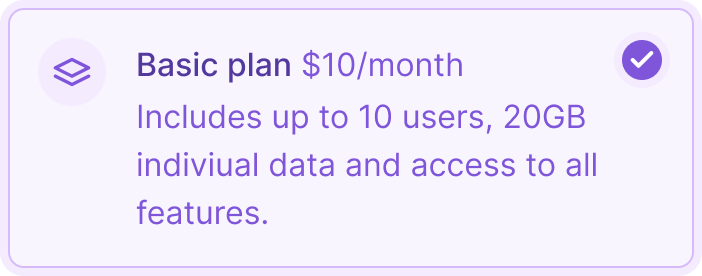 Basic plan $10/month
Includes up to 10 users, 20GB
indiviual data and access to all
features.